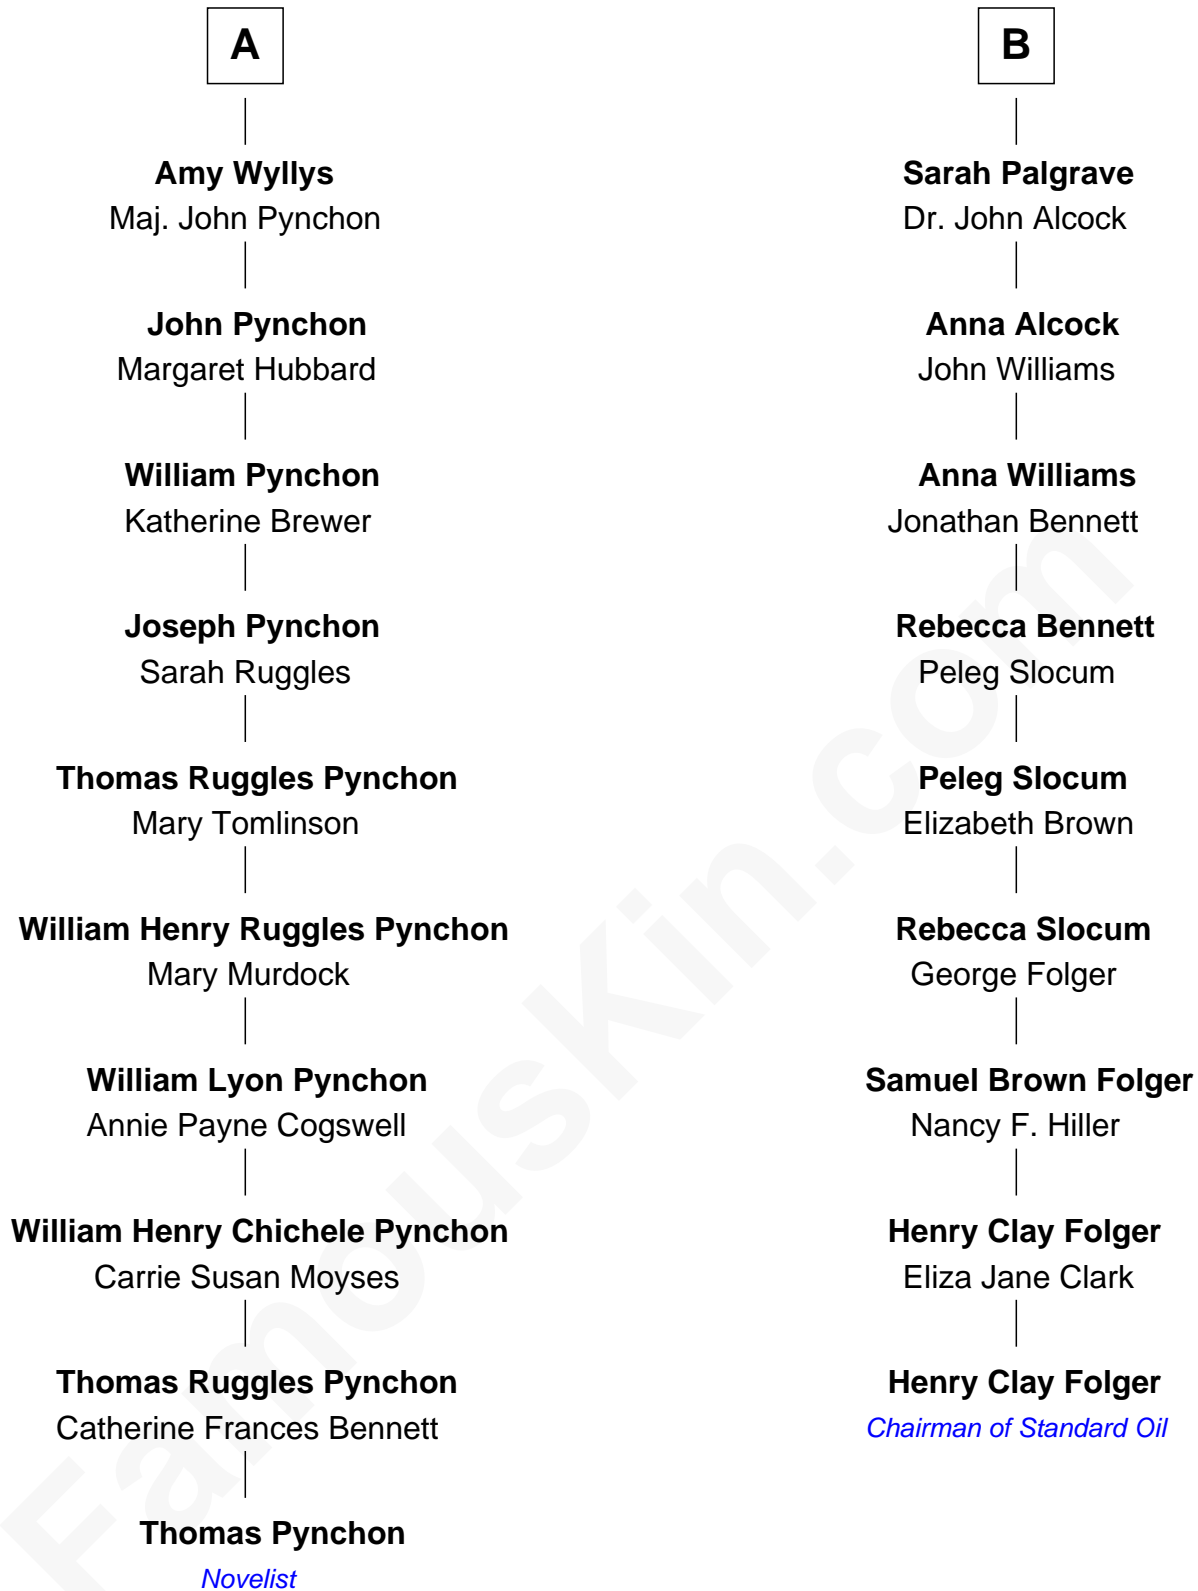 A
Amy Wyllys
Maj. John Pynchon
John Pynchon
Margaret Hubbard
William Pynchon
Katherine Brewer
Joseph Pynchon
Sarah Ruggles
Thomas Ruggles Pynchon
Mary Tomlinson
William Henry Ruggles Pynchon
Mary Murdock
William Lyon Pynchon
Annie Payne Cogswell
William Henry Chichele Pynchon
Carrie Susan Moyses
Thomas Ruggles Pynchon
Catherine Frances Bennett
Thomas Pynchon
Novelist
B
Sarah Palgrave
Dr. John Alcock
Anna Alcock
John Williams
Anna Williams
Jonathan Bennett
Rebecca Bennett
Peleg Slocum
Peleg Slocum
Elizabeth Brown
Rebecca Slocum
George Folger
Samuel Brown Folger
Nancy F. Hiller
Henry Clay Folger
Eliza Jane Clark
Henry Clay Folger
Chairman of Standard Oil
FamousKin.com